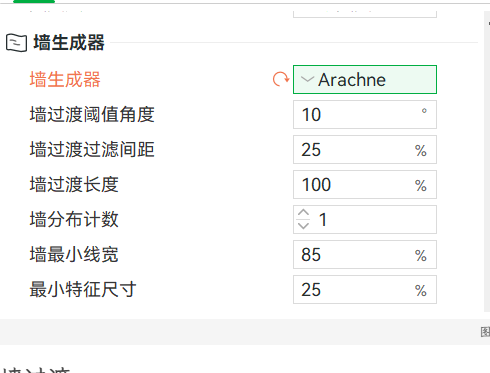 墙生成器
墙生成器 Arachne
墙过渡阈值角度 10 °
墙过渡过滤间距 25 %
墙过渡长度 100 %
墙分布计数 1
墙最小线宽 85 %
最小特征尺寸 25 %